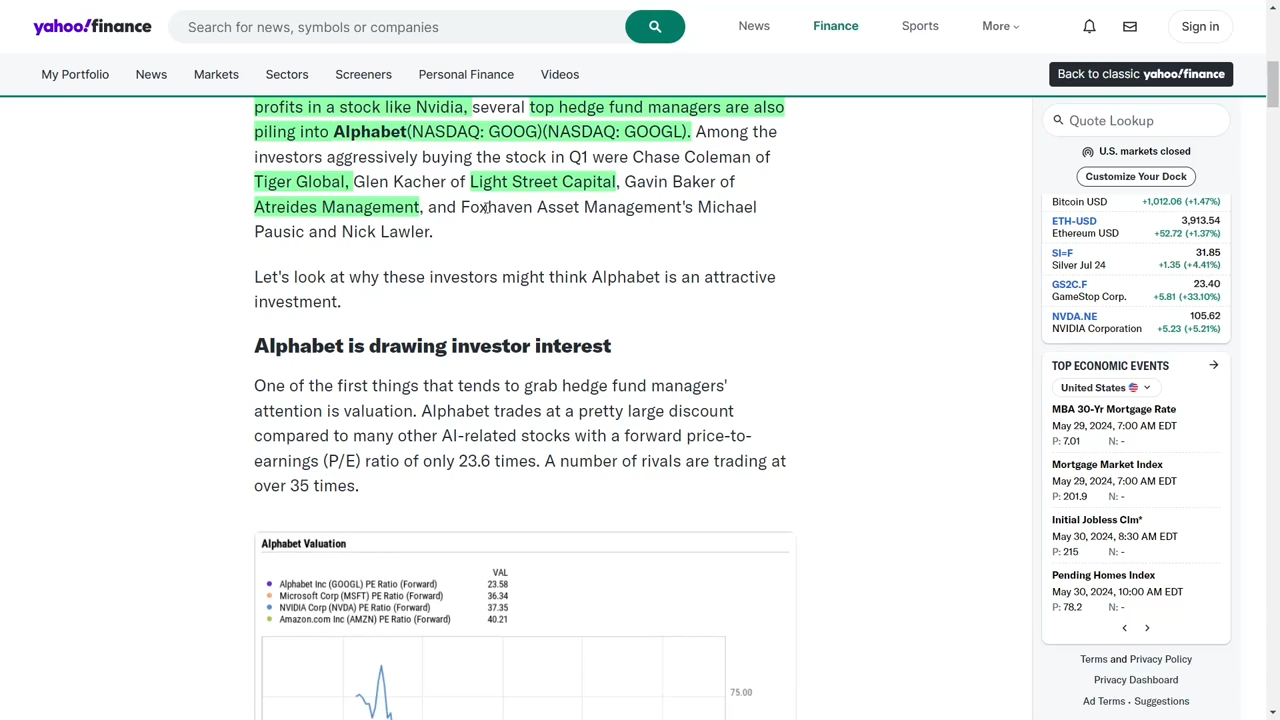 yahoo!finance
Search for news, symbols or companies
News
Finance
Sports
More
Sign in
My Portfolio
News
Markets
Sectors
Screeners
Personal Finance
Videos
Back to classic yahoo!finance
profits in a stock like Nvidia, several top hedge fund managers are also
piling into Alphabet(NASDAQ: GOOG)(NASDAQ: GOOGL). Among the
investors aggressively buying the stock in Q1 were Chase Coleman of
Tiger Global, Glen Kacher of Light Street Capital, Gavin Baker of
Atreides Management, and Foxhaven Asset Management's Michael
Pausic and Nick Lawler.
Let's look at why these investors might think Alphabet is an attractive
investment.
Alphabet is drawing investor interest
One of the first things that tends to grab hedge fund managers'
attention is valuation. Alphabet trades at a pretty large discount
compared to many other AI-related stocks with a forward price-to-
earnings (P/E) ratio of only 23.6 times. A number of rivals are trading at
over 35 times.
Alphabet Valuation
VAL
Alphabet Inc (GOOGL) PE Ratio (Forward) 23.58
Microsoft Corp (MSFT) PE Ratio (Forward) 36.34
NVIDIA Corp (NVDA) PE Ratio (Forward) 37.35
Amazon.com Inc (AMZN) PE Ratio (Forward) 40.21
75.00
Quote Lookup
U.S. markets closed
Customize Your Dock
Bitcoin USD +1,012.06 (+1.47%)
ETH-USD 3,913.54
Ethereum USD +52.72 (+1.37%)
SI=F 31.85
Silver Jul 24 +1.35 (+4.41%)
GS2C.F 23.40
GameStop Corp. +5.81 (+33.10%)
NVDA.NE 105.62
NVIDIA Corporation +5.23 (+5.21%)
TOP ECONOMIC EVENTS
United States
MBA 30-Yr Mortgage Rate
May 29, 2024, 7:00 AM EDT
P: 7.01 N: -
Mortgage Market Index
May 29, 2024, 7:00 AM EDT
P: 201.9 N: -
Initial Jobless Clm*
May 30, 2024, 8:30 AM EDT
P: 215 N: -
Pending Homes Index
May 30, 2024, 10:00 AM EDT
P: 78.2 N: -
Terms and Privacy Policy
Privacy Dashboard
Ad Terms • Suggestions